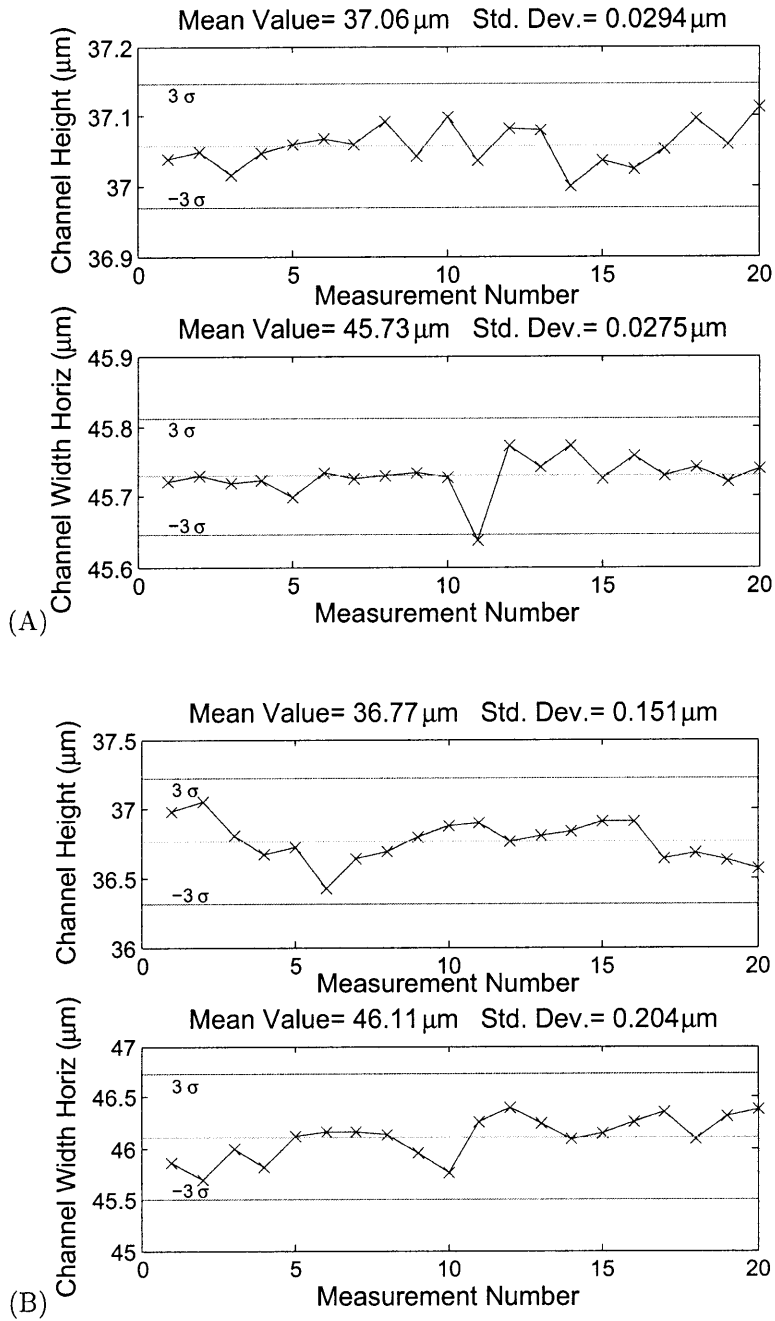 Mean Value= 37.06 μm Std. Dev.= 0.0294 μm
Channel Height (μm)
37.2
37.1
37
36.9
3 σ
−3 σ
0 5 10 15 20
Measurement Number
Mean Value= 45.73 μm Std. Dev.= 0.0275 μm
Channel Width Horiz (μm)
45.9
45.8
45.7
45.6
3 σ
−3 σ
0 5 10 15 20
Measurement Number
(A)
Mean Value= 36.77 μm Std. Dev.= 0.151 μm
Channel Height (μm)
37.5
37
36.5
36
3 σ
−3 σ
0 5 10 15 20
Measurement Number
Mean Value= 46.11 μm Std. Dev.= 0.204 μm
Channel Width Horiz (μm)
47
46.5
46
45.5
45
3 σ
−3 σ
0 5 10 15 20
Measurement Number
(B)